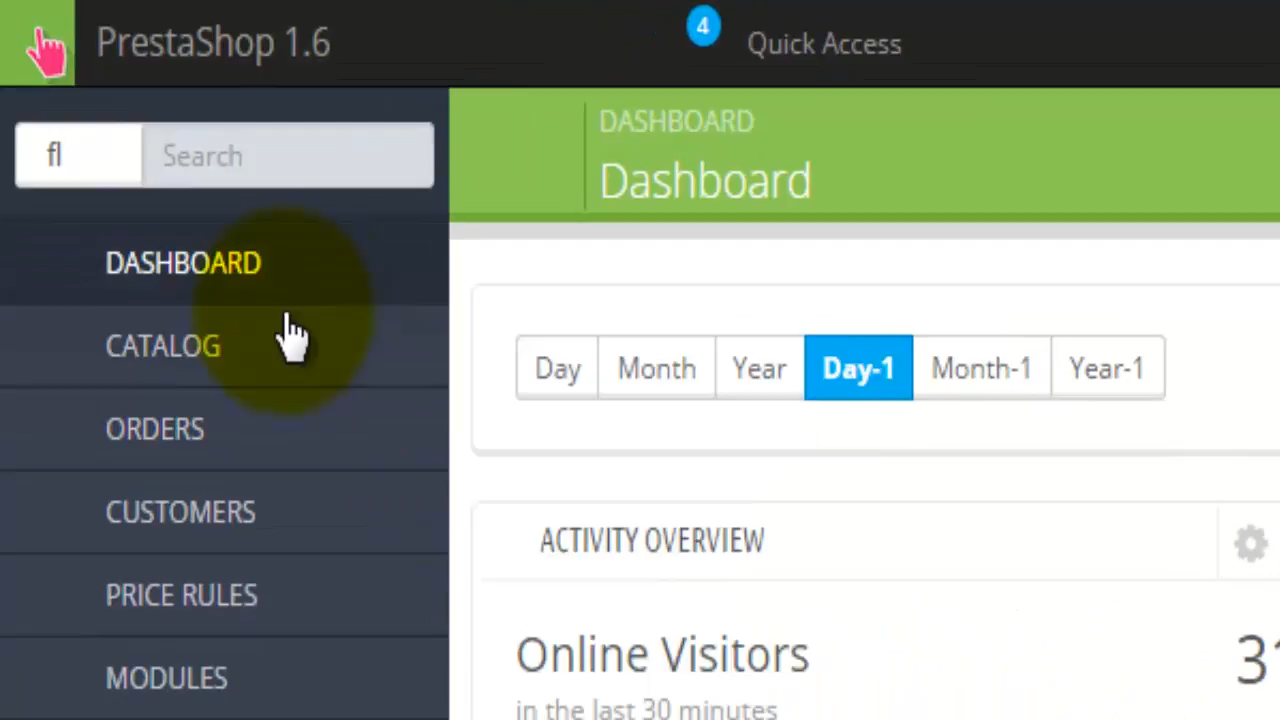 PrestaShop 1.6
4
Quick Access
fl
Search
DASHBOARD
Dashboard
DASHBOARD
CATALOG
ORDERS
CUSTOMERS
PRICE RULES
MODULES
Day Month Year Day-1 Month-1 Year-1
ACTIVITY OVERVIEW
Online Visitors
in the last 30 minutes